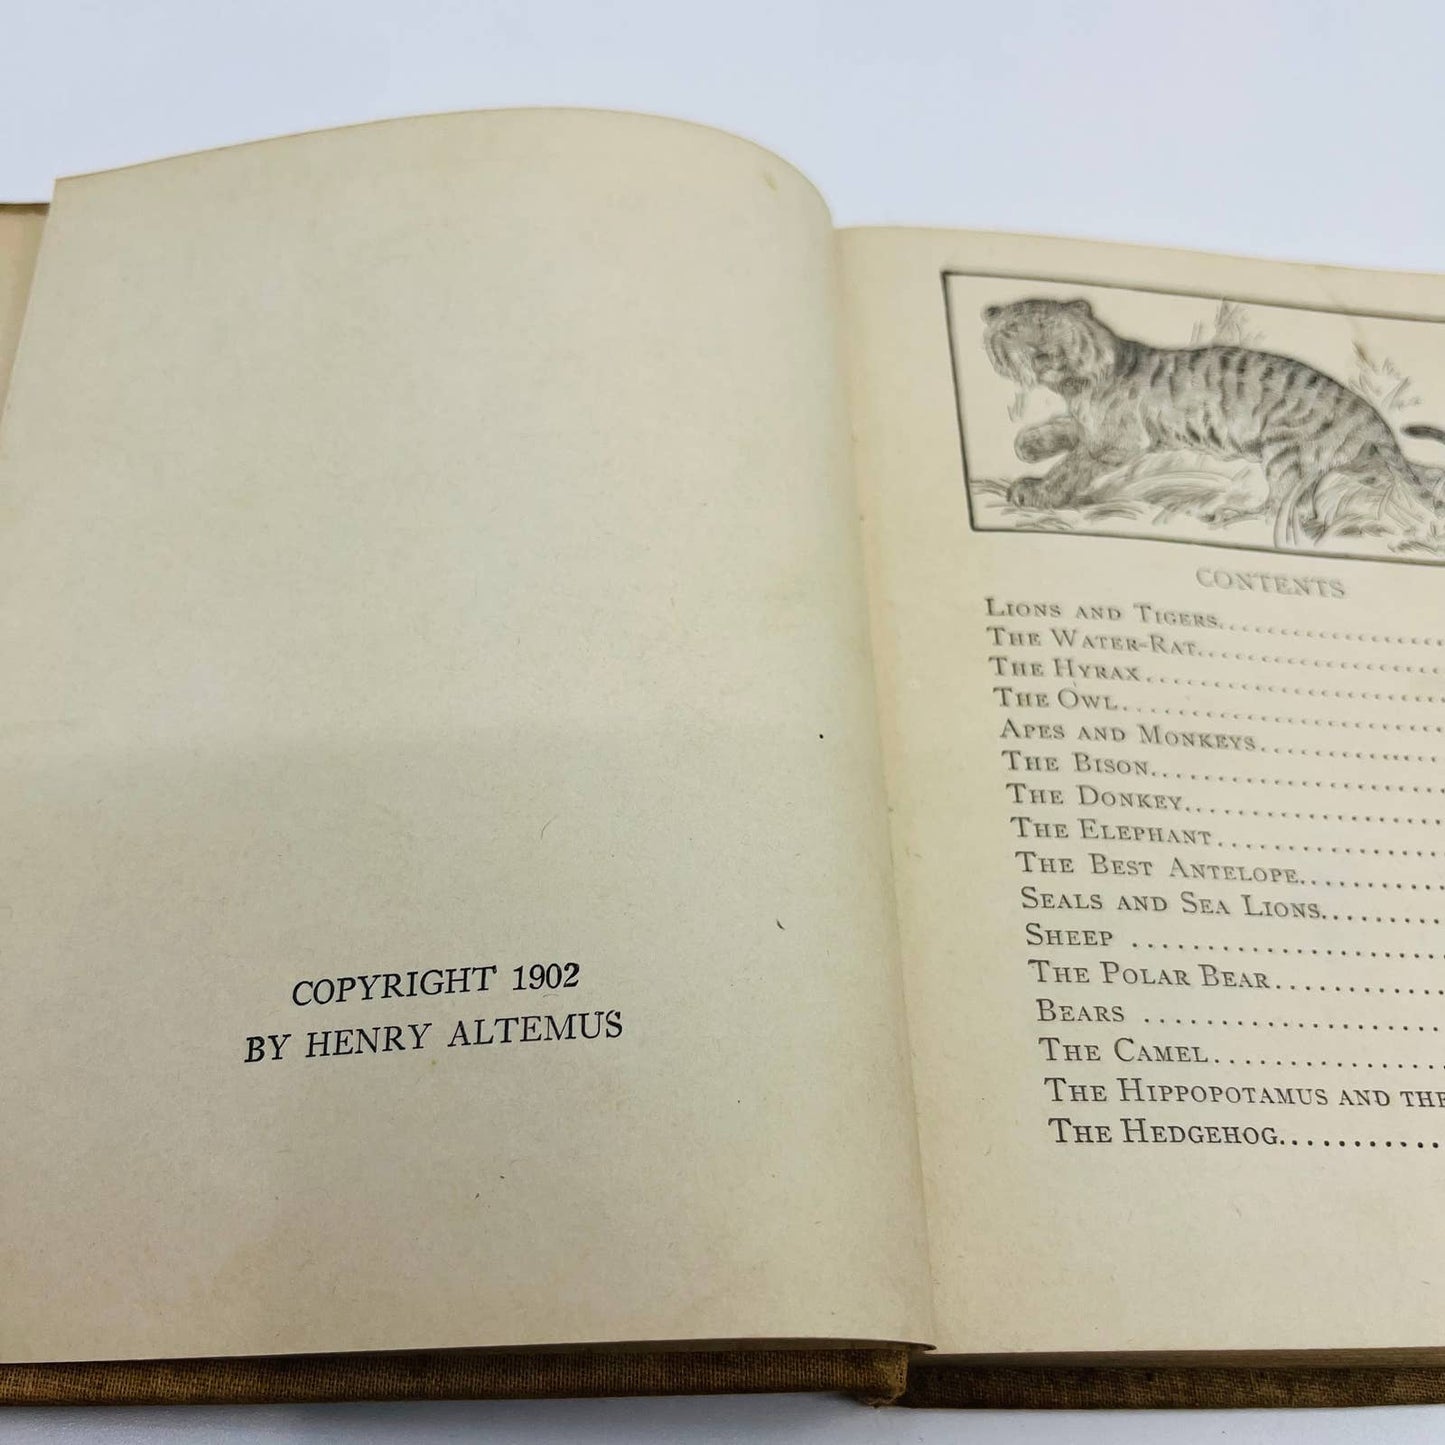 COPYRIGHT 1902
BY HENRY ALTEMUS
CONTENTS
LIONS AND TIGERS
THE WATER-RAT
THE HYRAX
THE OWL
APES AND MONKEYS
THE BISON
THE DONKEY
THE ELEPHANT
THE BEST ANTELOPE
SEALS AND SEA LIONS
SHEEP
THE POLAR BEAR
BEARS
THE CAMEL
THE HIPPOPOTAMUS AND THE
THE HEDGEHOG